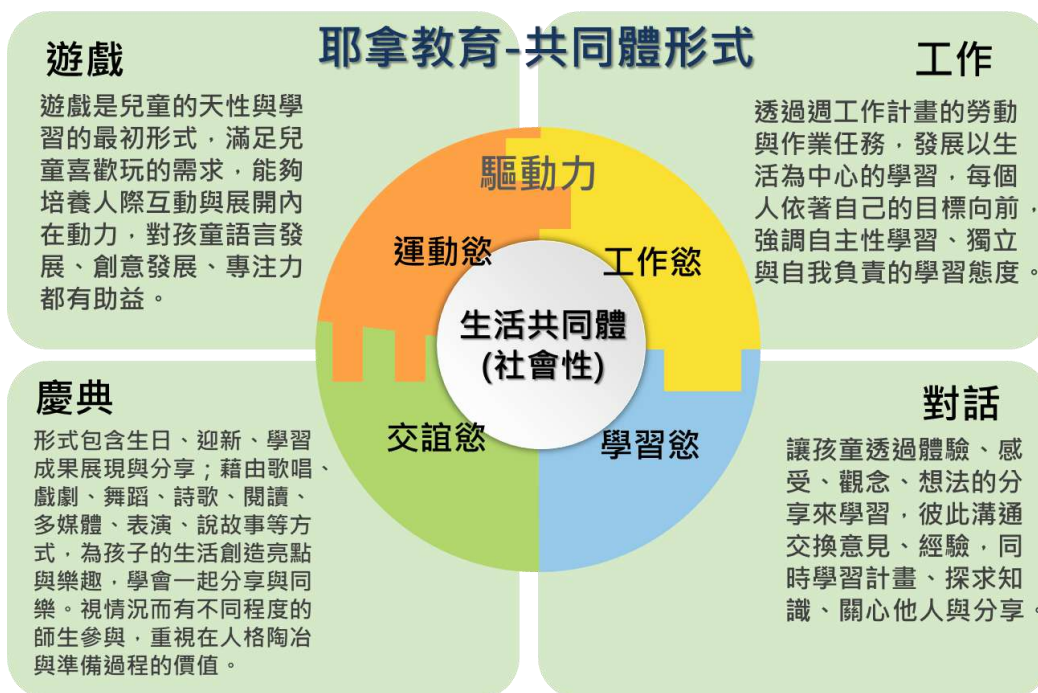 耶拿教育-共同體形式
遊戲
遊戲是兒童的天性與學
習的最初形式，滿足兒
童喜歡玩的需求，能夠
培養人際互動與展開內
在動力，對孩童語言發
展、創意發展、專注力
都有助益。
工作
透過週工作計畫的勞動
與作業任務，發展以生
活為中心的學習，每個
人依著自己的目標向前，
強調自主性學習、獨立
與自我負責的學習態度。
驅動力
運動慾
工作慾
生活共同體
(社會性)
交誼慾
學習慾
慶典
形式包含生日、迎新、學習
成果展現與分享；藉由歌唱、
戲劇、舞蹈、詩歌、閱讀、
多媒體、表演、說故事等方
式，為孩子的生活創造亮點
與樂趣，學會一起分享與同
樂。視情況而有不同程度的
師生參與，重視在人格陶冶
與準備過程的價值。
對話
讓孩童透過體驗、感
受、觀念、想法的分
享來學習，彼此溝通
交換意見、經驗，同
時學習計畫、探求知
識、關心他人與分享。